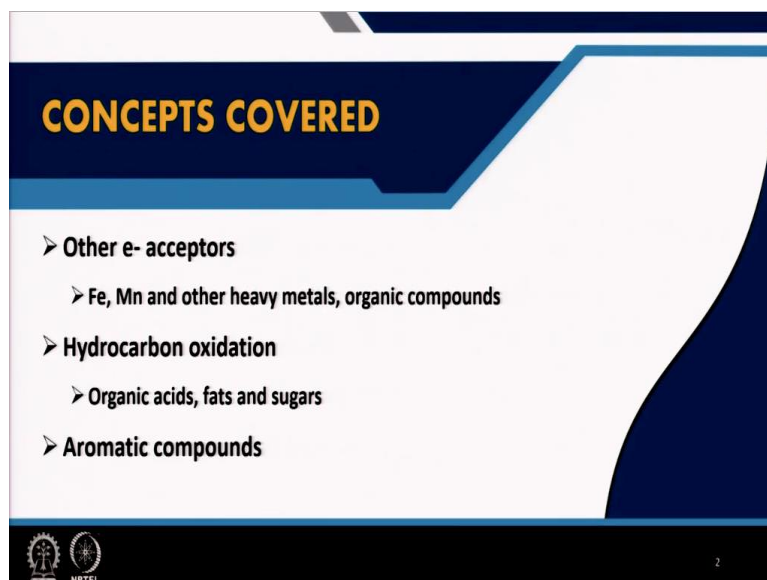 CONCEPTS COVERED
➢ Other e- acceptors
➢ Fe, Mn and other heavy metals, organic compounds
➢ Hydrocarbon oxidation
➢ Organic acids, fats and sugars
➢ Aromatic compounds
NPTEL
2